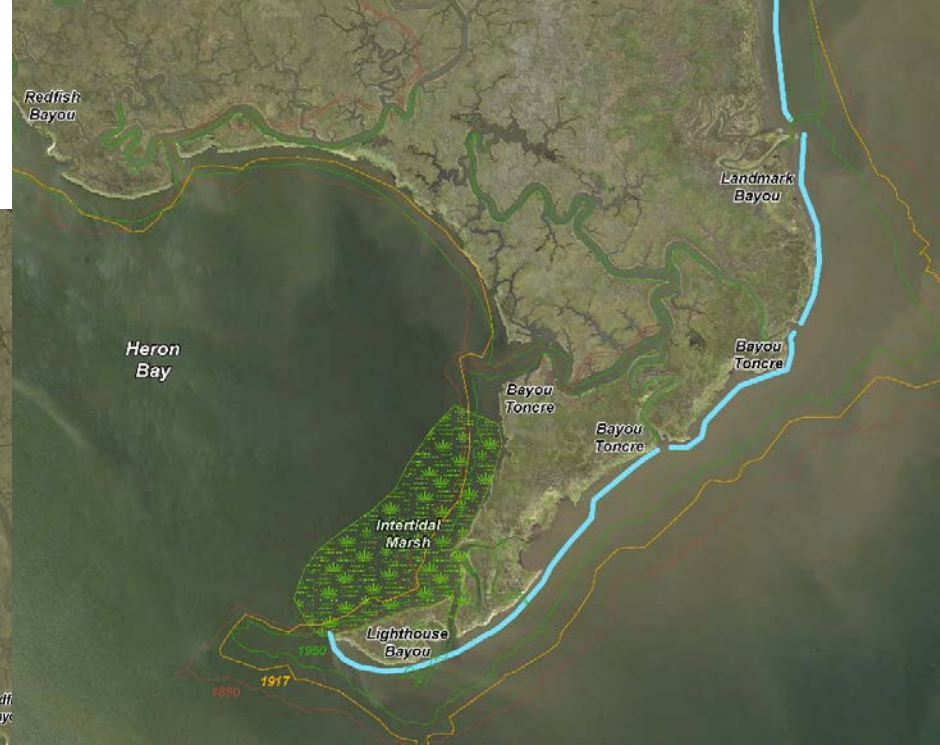 Redfish
Bayou
Landmark
Bayou
Heron
Bay
Bayou
Toncre
Bayou
Toncre
Bayou
Toncre
Intertidal
Marsh
Lighthouse
Bayou
1950
1917
1850